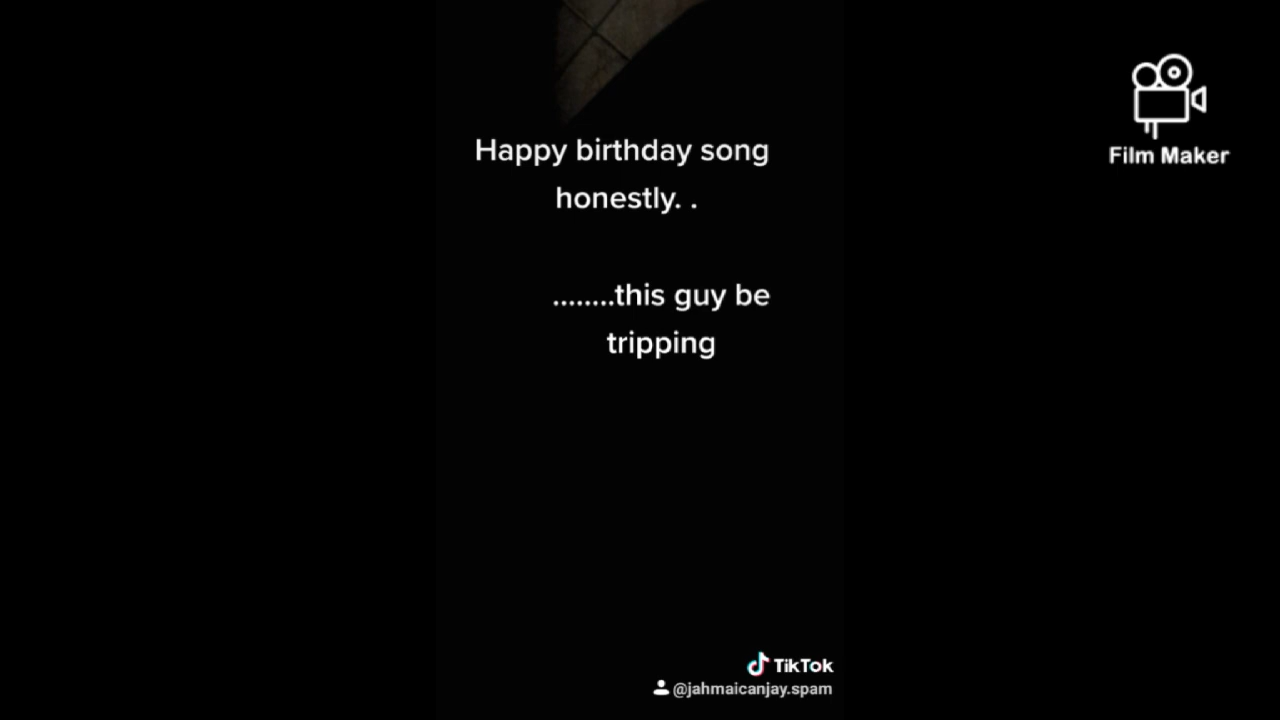 Happy birthday song
honestly. .
........this guy be
tripping
Film Maker
TikTok
@jahmaicanjay.spam